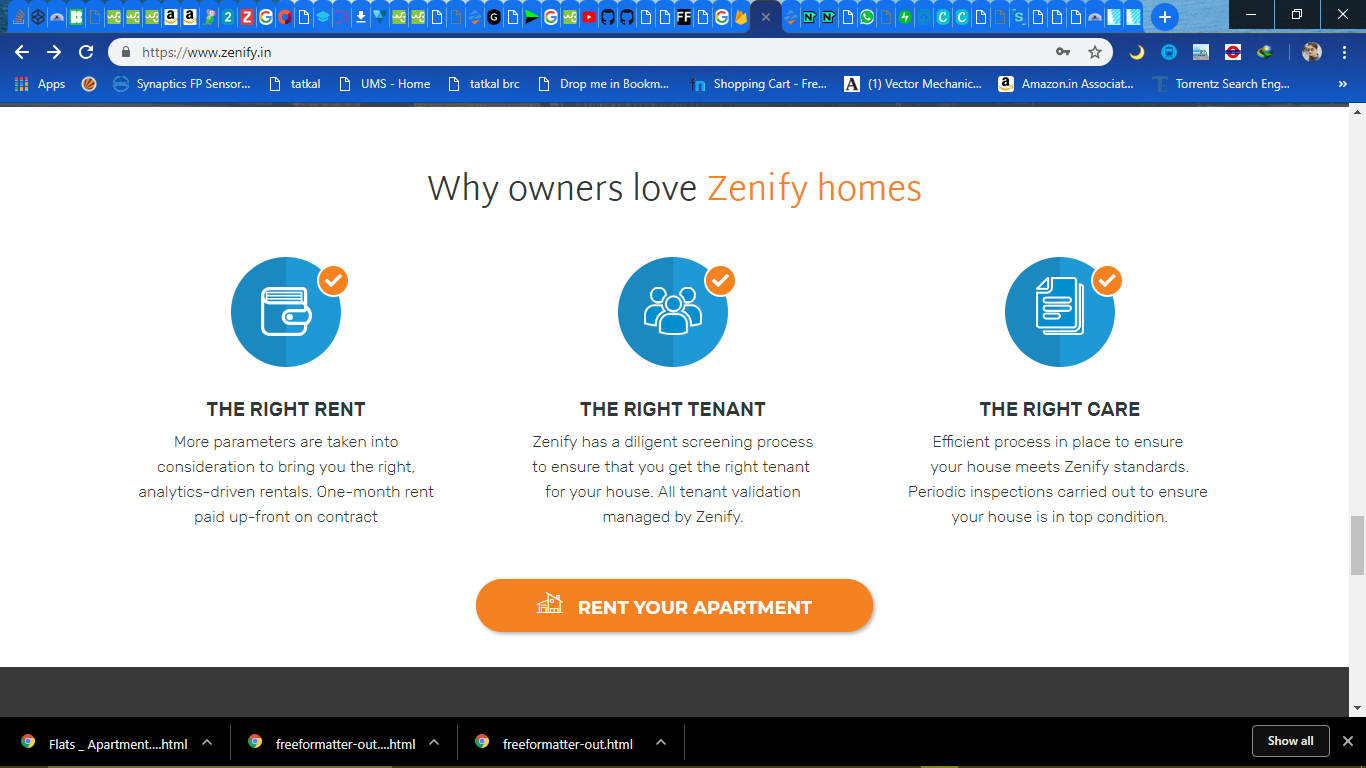 https://www.zenify.in
Apps
Synaptics FP Sensor...
tatkal
UMS - Home
tatkal brc
Drop me in Bookm...
Shopping Cart - Fre...
(1) Vector Mechanic...
Amazon.in Associat...
Torrentz Search Eng...
»
Why owners love Zenify homes
THE RIGHT RENT
More parameters are taken into
consideration to bring you the right,
analytics-driven rentals. One-month rent
paid up-front on contract
THE RIGHT TENANT
Zenify has a diligent screening process
to ensure that you get the right tenant
for your house. All tenant validation
managed by Zenify.
THE RIGHT CARE
Efficient process in place to ensure
your house meets Zenify standards.
Periodic inspections carried out to ensure
your house is in top condition.
RENT YOUR APARTMENT
Flats _ Apartment....html
freeformatter-out....html
freeformatter-out.html
Show all